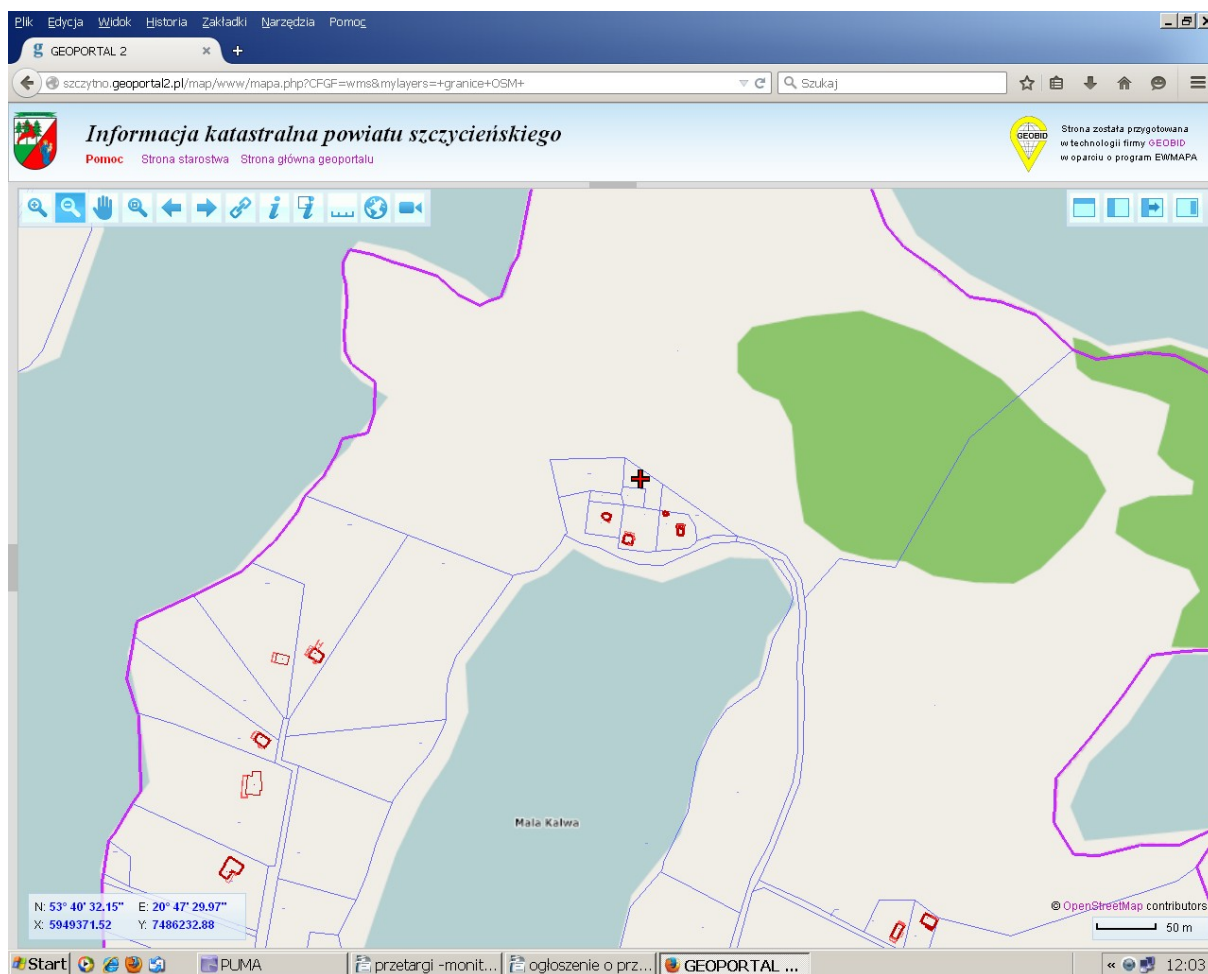 Plik Edycja Widok Historia Zakładki Narzędzia Pomoc
GEOPORTAL 2
szczytno.geoportal2.pl/map/www/mapa.php?CFGF=wms&mylayers=+granice+OSM+
Szukaj
Informacja katastralna powiatu szczycieńskiego
Pomoc Strona starostwa Strona główna geoportalu
GEOBID
Strona została przygotowana
w technologii firmy GEOBID
w oparciu o program EWMAPA
Mala Kalwa
N: 53° 40' 32.15" E: 20° 47' 29.97"
X: 5949371.52 Y: 7486232.88
© OpenStreetMap contributors
50 m
Start PUMA przetargi -monit... ogłoszenie o prz... GEOPORTAL ... « 12:03